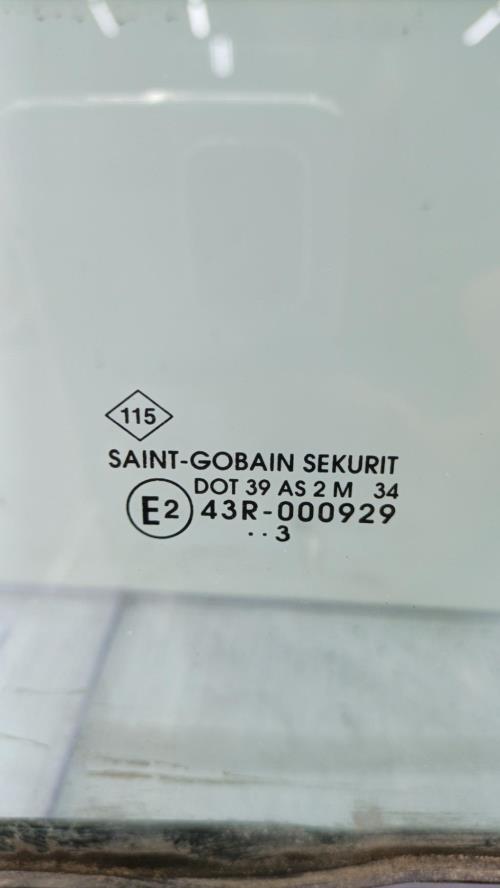 115
SAINT-GOBAIN SEKURIT
DOT 39 AS 2 M 34
E2 43R-000929
..3